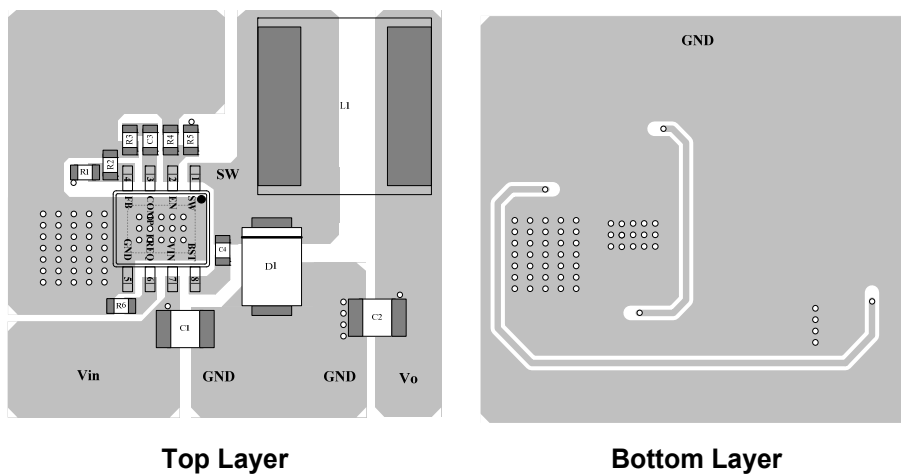 GND
L1
R3
C3
R4
R5
R2
R1
SW
4
3
2
1
FB
COMP
EN
SW
GND
FREQ
VIN
BST
C4
D1
5
6
7
8
R6
C1
C2
Vin
GND
GND
Vo
Top Layer
Bottom Layer